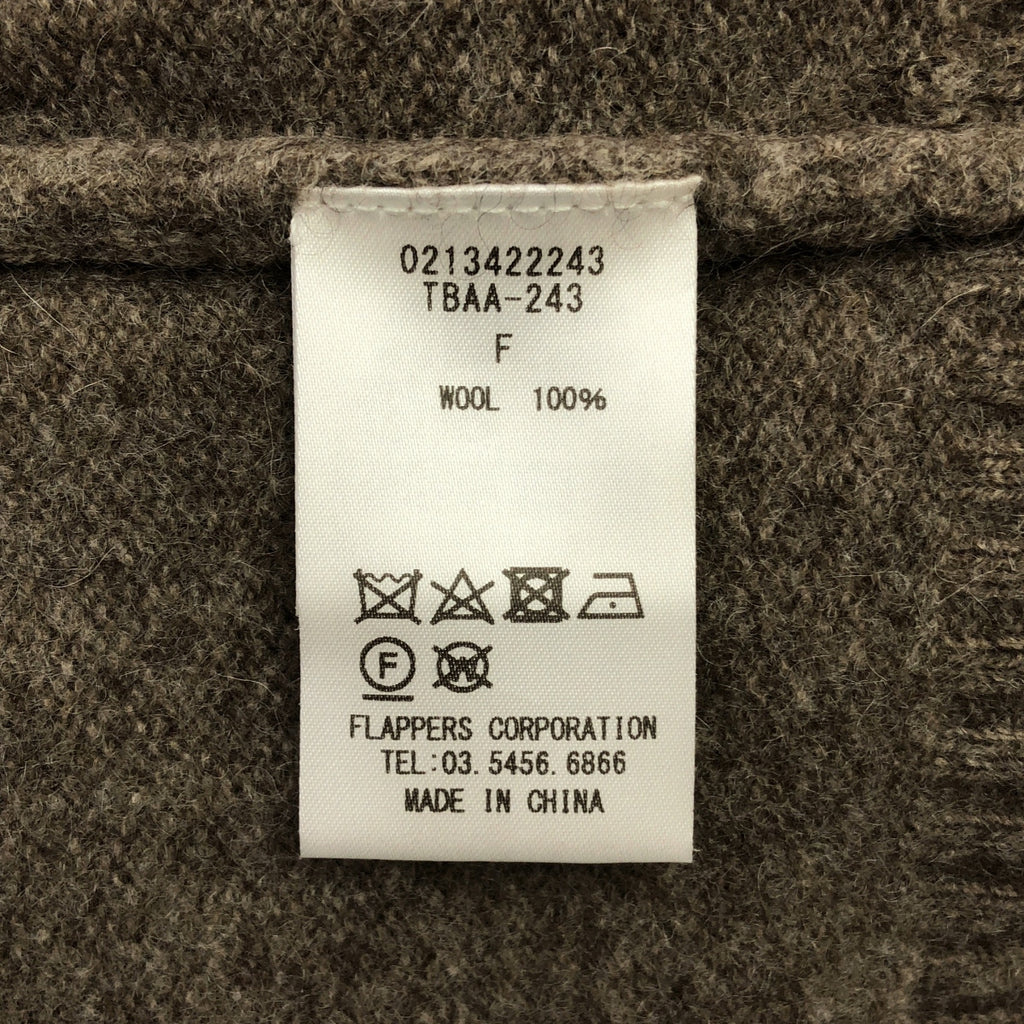 0213422243
TBAA-243
F
WOOL 100%
F W
FLAPPERS CORPORATION
TEL:03.5456.6866
MADE IN CHINA